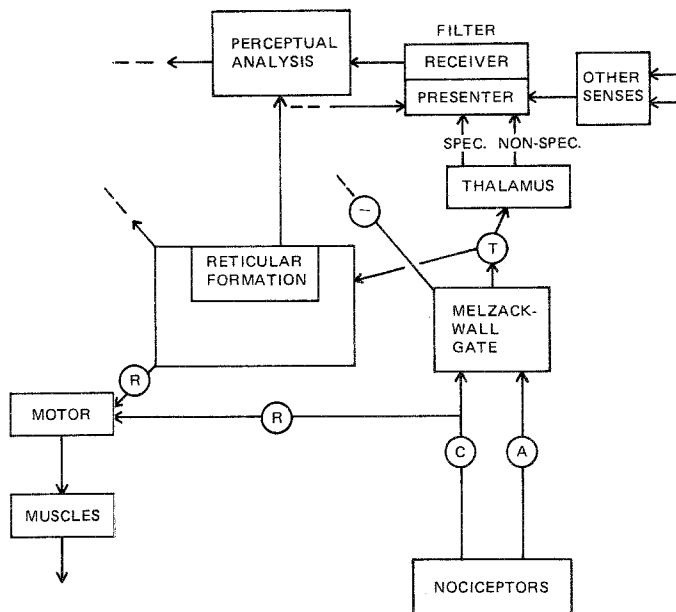 FILTER
PERCEPTUAL
ANALYSIS
RECEIVER
PRESENTER
OTHER
SENSES
SPEC. NON-SPEC.
THALAMUS
—
T
RETICULAR
FORMATION
MELZACK-
WALL
GATE
R
MOTOR
R
C
A
MUSCLES
NOCICEPTORS